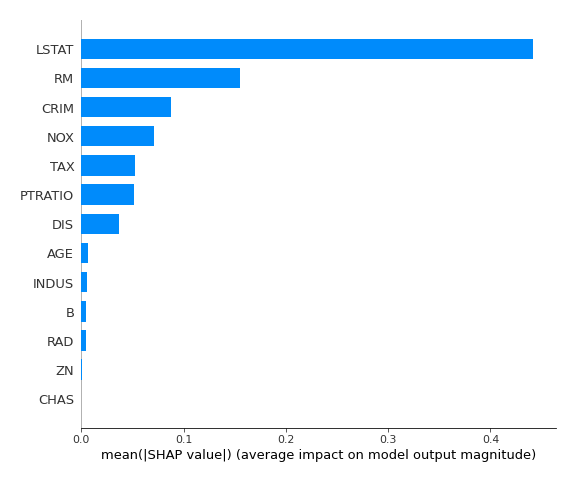 LSTAT
RM
CRIM
NOX
TAX
PTRATIO
DIS
AGE
INDUS
B
RAD
ZN
CHAS
0.0 0.1 0.2 0.3 0.4
mean(|SHAP value|) (average impact on model output magnitude)